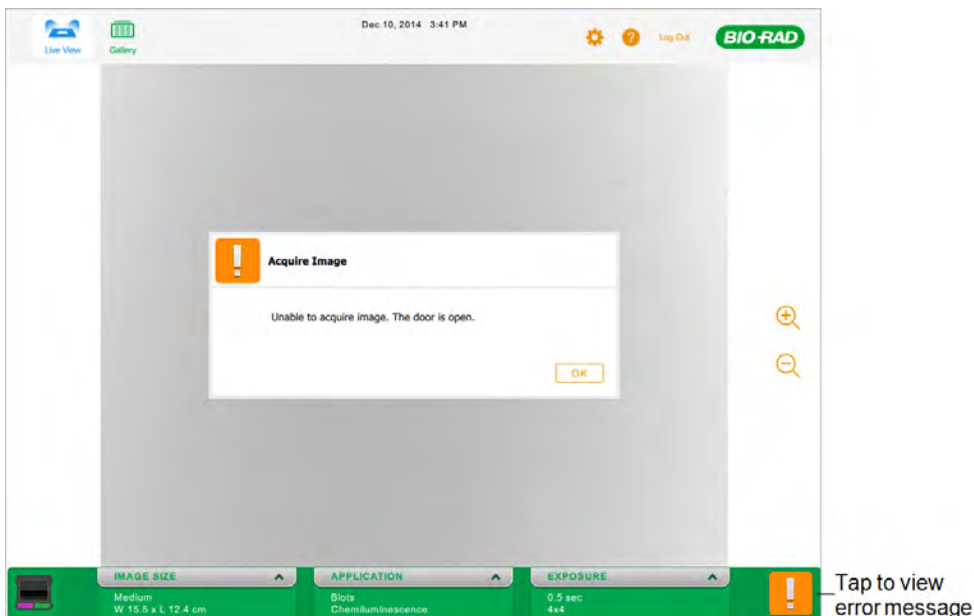 Dec 10, 2014 3:41 PM
Live View
Gallery
Log Out
BIO-RAD
Acquire Image
Unable to acquire image. The door is open.
OK
IMAGE SIZE
Medium
W 15.5 x L 12.4 cm
APPLICATION
Blots
Chemiluminescence
EXPOSURE
0.5 sec
4x4
Tap to view
error message